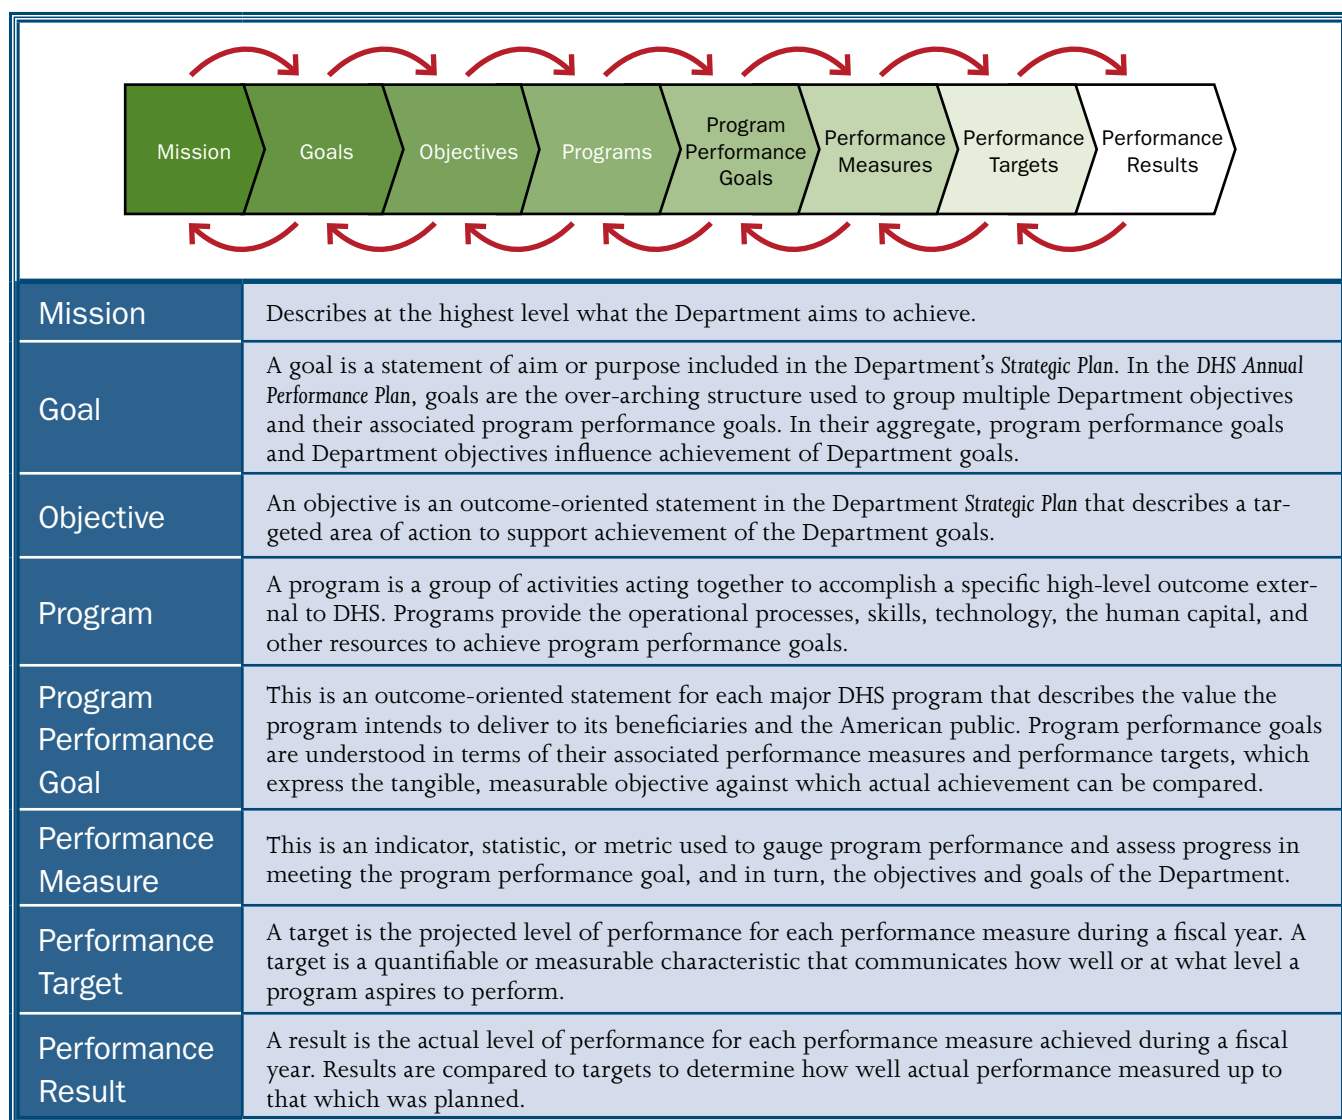 Mission
Goals
Objectives
Programs
Program
Performance
Goals
Performance
Measures
Performance
Targets
Performance
Results
Mission
Describes at the highest level what the Department aims to achieve.
Goal
A goal is a statement of aim or purpose included in the Department’s Strategic Plan. In the DHS Annual
Performance Plan, goals are the over-arching structure used to group multiple Department objectives
and their associated program performance goals. In their aggregate, program performance goals
and Department objectives influence achievement of Department goals.
Objective
An objective is an outcome-oriented statement in the Department Strategic Plan that describes a tar-
geted area of action to support achievement of the Department goals.
Program
A program is a group of activities acting together to accomplish a specific high-level outcome exter-
nal to DHS. Programs provide the operational processes, skills, technology, the human capital, and
other resources to achieve program performance goals.
Program
Performance
Goal
This is an outcome-oriented statement for each major DHS program that describes the value the
program intends to deliver to its beneficiaries and the American public. Program performance goals
are understood in terms of their associated performance measures and performance targets, which
express the tangible, measurable objective against which actual achievement can be compared.
Performance
Measure
This is an indicator, statistic, or metric used to gauge program performance and assess progress in
meeting the program performance goal, and in turn, the objectives and goals of the Department.
Performance
Target
A target is the projected level of performance for each performance measure during a fiscal year. A
target is a quantifiable or measurable characteristic that communicates how well or at what level a
program aspires to perform.
Performance
Result
A result is the actual level of performance for each performance measure achieved during a fiscal
year. Results are compared to targets to determine how well actual performance measured up to
that which was planned.